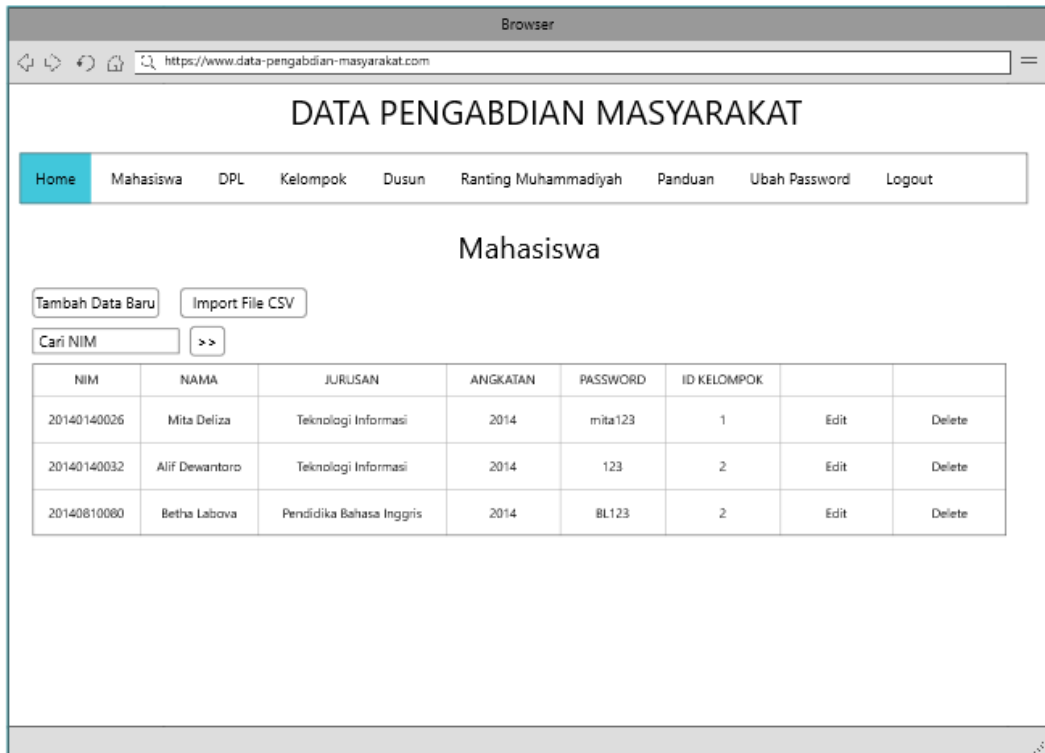 Browser
https://www.data-pengabdian-masyarakat.com
DATA PENGABDIAN MASYARAKAT
Home Mahasiswa DPL Kelompok Dusun Ranting Muhammadiyah Panduan Ubah Password Logout
Mahasiswa
Tambah Data Baru Import File CSV
Cari NIM >>
NIM NAMA JURUSAN ANGKATAN PASSWORD ID KELOMPOK
20140140026 Mita Deliza Teknologi Informasi 2014 mita123 1 Edit Delete
20140140032 Alif Dewantoro Teknologi Informasi 2014 123 2 Edit Delete
20140810080 Betha Labova Pendidika Bahasa Inggris 2014 BL123 2 Edit Delete